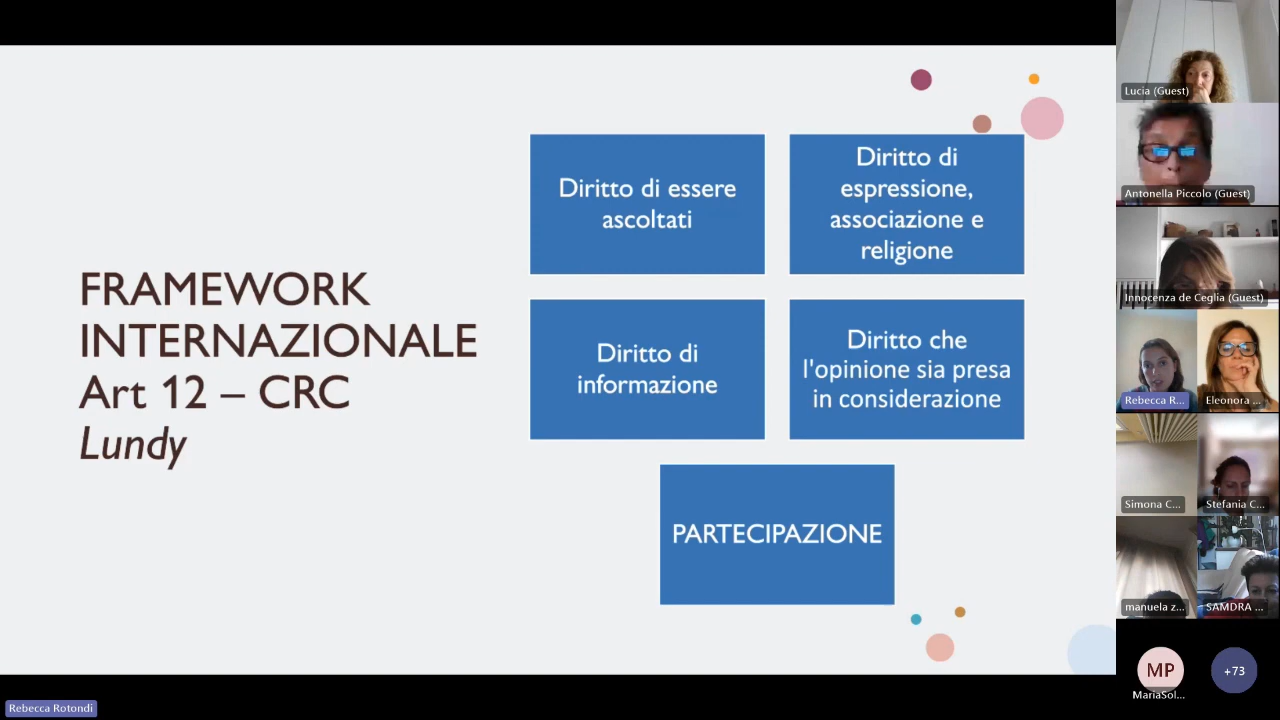 FRAMEWORK
INTERNAZIONALE
Art 12 – CRC
Lundy
Diritto di essere
ascoltati
Diritto di
espressione,
associazione e
religione
Diritto di
informazione
Diritto che
l'opinione sia presa
in considerazione
PARTECIPAZIONE
Lucia (Guest)
Antonella Piccolo (Guest)
Innocenza de Ceglia (Guest)
Rebecca R...
Eleonora ...
Simona C...
Stefania C...
manuela z...
SAMDRA ...
MP
MariaSol...
+73
Rebecca Rotondi